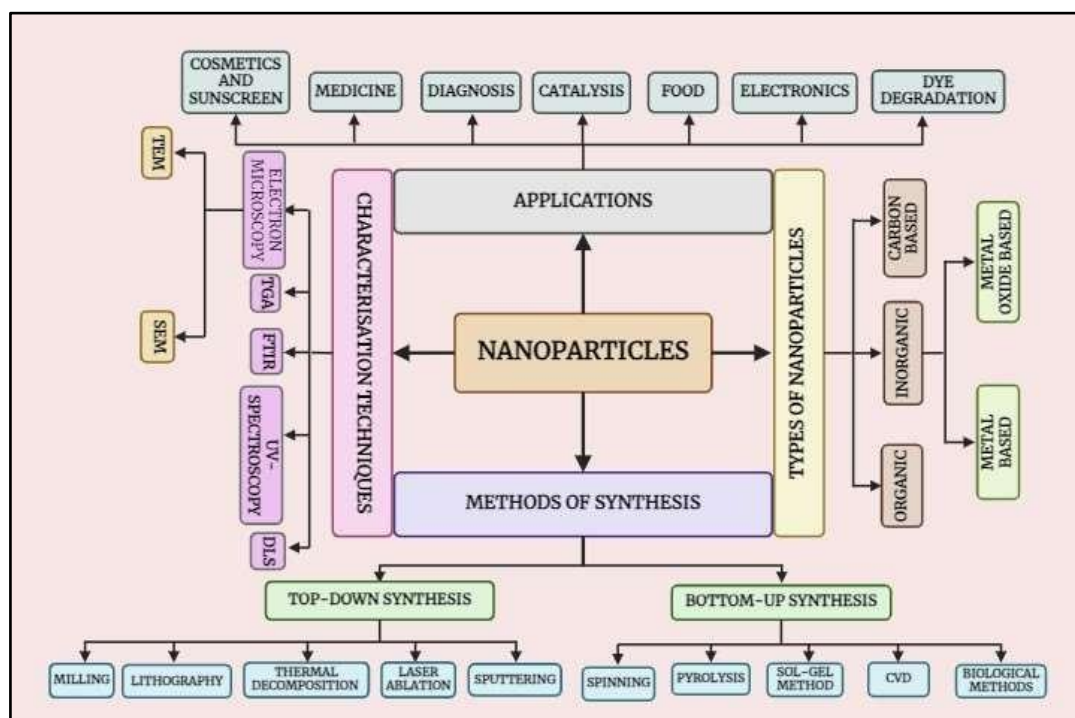 COSMETICS
AND
SUNSCREEN
MEDICINE
DIAGNOSIS
CATALYSIS
FOOD
ELECTRONICS
DYE
DEGRADATION
TEM
SEM
ELECTRON
MICROSCOPY
TGA
FTIR
UV-
SPECTROSCOPY
DLS
CHARACTERISATION TECHNIQUES
APPLICATIONS
NANOPARTICLES
METHODS OF SYNTHESIS
TYPES OF NANOPARTICLES
CARBON
BASED
INORGANIC
ORGANIC
METAL
OXIDE BASED
METAL
BASED
TOP-DOWN SYNTHESIS
BOTTOM-UP SYNTHESIS
MILLING
LITHOGRAPHY
THERMAL
DECOMPOSITION
LASER
ABLATION
SPUTTERING
SPINNING
PYROLYSIS
SOL-GEL
METHOD
CVD
BIOLOGICAL
METHODS